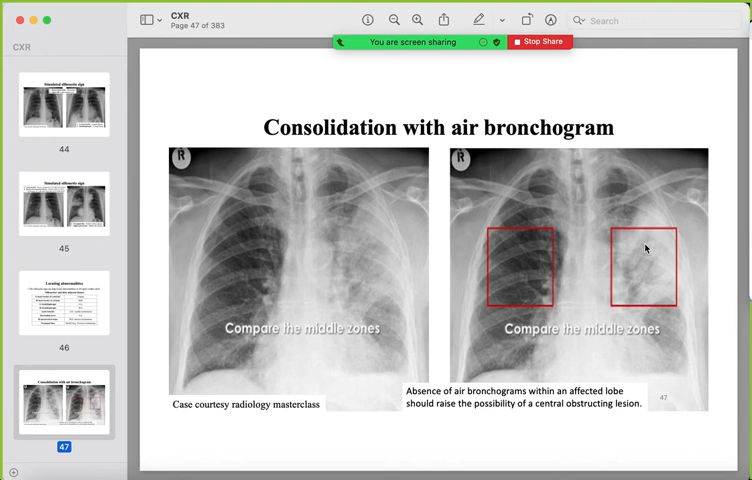 CXR
Page 47 of 383
Search
You are screen sharing
Stop Share
CXR
Simulated silhouette sign
44
Simulated silhouette sign
45
Locating abnormalities
46
Consolidation with air bronchogram
47
Consolidation with air bronchogram
R
R
Compare the middle zones
Compare the middle zones
Case courtesy radiology masterclass
Absence of air bronchograms within an affected lobe
should raise the possibility of a central obstructing lesion.
47